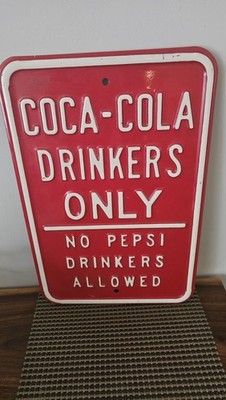 COCA-COLA
DRINKERS
ONLY
NO PEPSI
DRINKERS
ALLOWED